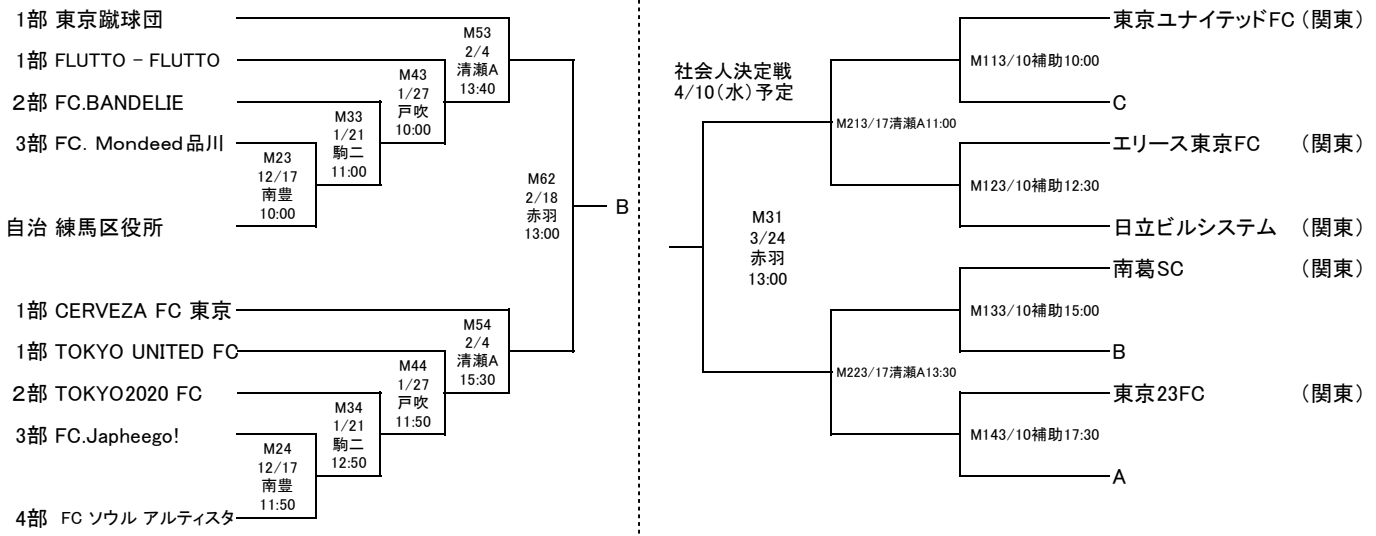 1部 東京蹴球団
M53
2/4
清瀬A
13:40
1部 FLUTTO - FLUTTO
M43
1/27
戸吹
10:00
2部 FC.BANDELIE
M33
1/21
駒二
11:00
3部 FC. Mondeed品川
M23
12/17
南豊
10:00
自治 練馬区役所
M62
2/18
赤羽
13:00
B
1部 CERVEZA FC 東京
M54
2/4
清瀬A
15:30
1部 TOKYO UNITED FC
M44
1/27
戸吹
11:50
2部 TOKYO2020 FC
M34
1/21
駒二
12:50
3部 FC.Japheego!
M24
12/17
南豊
11:50
4部 FC ソウル アルティスタ
社会人決定戦
4/10(水)予定
東京ユナイテッドFC (関東)
M113/10補助10:00
C
M213/17清瀬A11:00
エリース東京FC (関東)
M123/10補助12:30
日立ビルシステム (関東)
M31
3/24
赤羽
13:00
南葛SC (関東)
M133/10補助15:00
B
M223/17清瀬A13:30
東京23FC (関東)
M143/10補助17:30
A